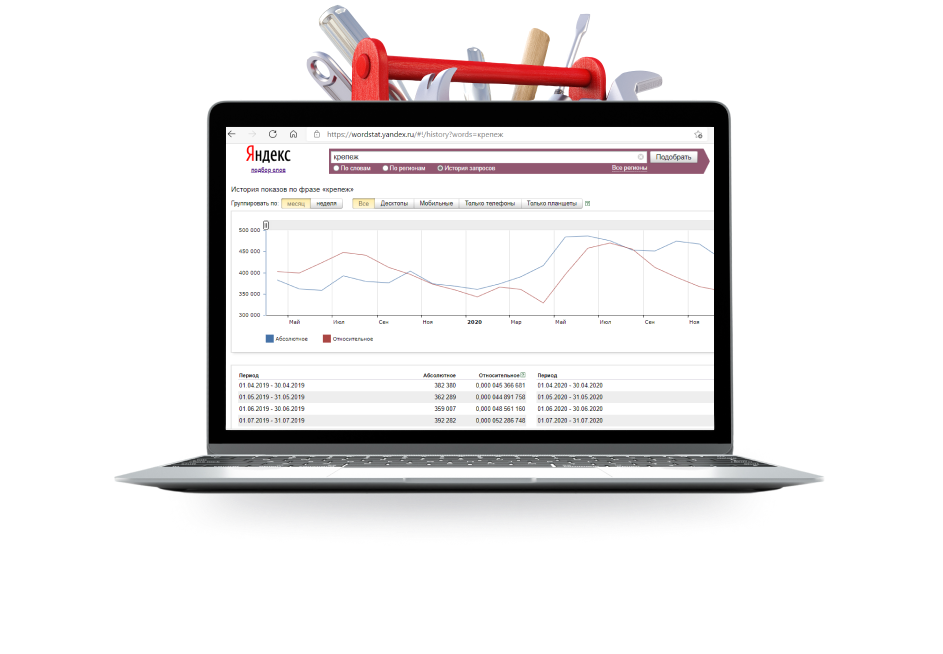 https://wordstat.yandex.ru/#!/history?words=крепеж
Яндекс
подбор слов
крепеж
Подобрать
По словам По регионам История запросов Все регионы
История показов по фразе «крепеж»
Группировать по: месяц неделя Все Десктопы Мобильные Только телефоны Только планшеты [?]
500 000
450 000
400 000
350 000
300 000
Май Июл Сен Ноя 2020 Мар Май Июл Сен Ноя
Абсолютное Относительное
Период Абсолютное Относительное[?] Период
01.04.2019 - 30.04.2019 382 380 0,000 045 366 681 01.04.2020 - 30.04.2020
01.05.2019 - 31.05.2019 362 289 0,000 044 891 758 01.05.2020 - 31.05.2020
01.06.2019 - 30.06.2019 359 007 0,000 048 561 160 01.06.2020 - 30.06.2020
01.07.2019 - 31.07.2019 392 282 0,000 052 286 748 01.07.2020 - 31.07.2020